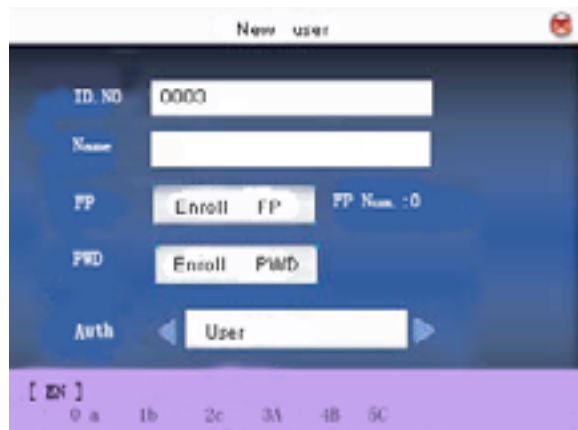 New user
ID.NO 0003
Name
FP Enroll FP FP Num. :0
PWD Enroll PWD
Auth User
[ EN ]
0 a 1b 2c 3A 4B 5C